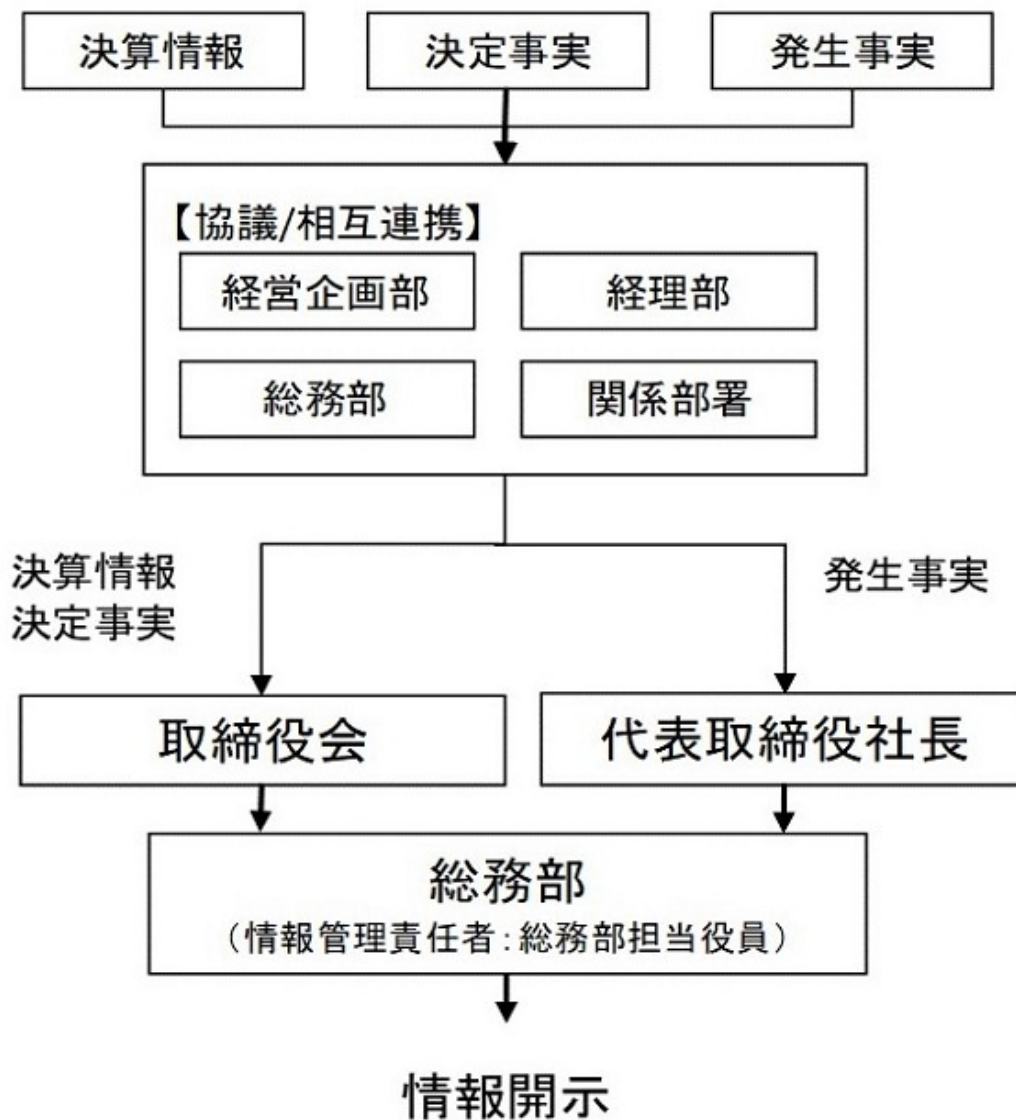 決算情報
決定事実
発生事実
【協議/相互連携】
経営企画部
経理部
総務部
関係部署
決算情報
決定事実
発生事実
取締役会
代表取締役社長
総務部
（情報管理責任者：総務部担当役員）
情報開示